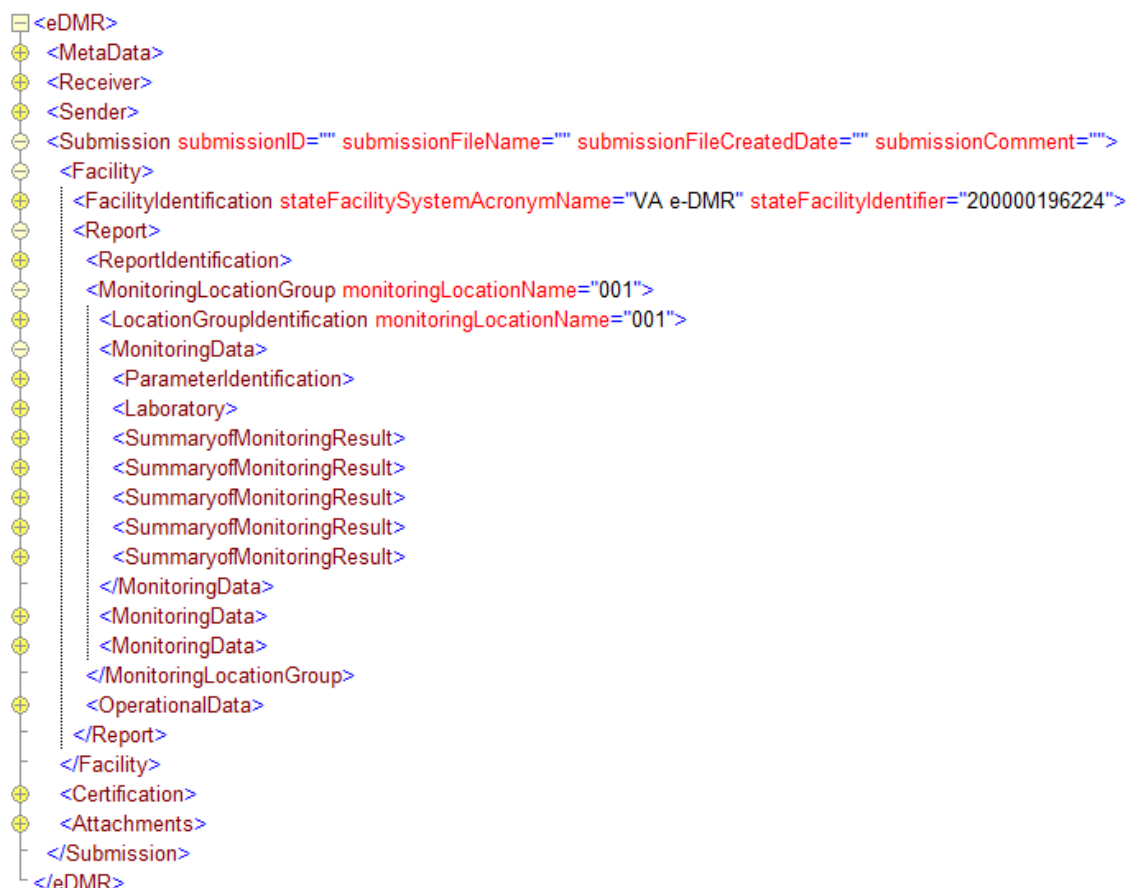 <eDMR>
<MetaData>
<Receiver>
<Sender>
<Submission submissionID="" submissionFileName="" submissionFileCreatedDate="" submissionComment="">
<Facility>
<FacilityIdentification stateFacilitySystemAcronymName="VA e-DMR" stateFacilityIdentifier="200000196224">
<Report>
<ReportIdentification>
<MonitoringLocationGroup monitoringLocationName="001">
<LocationGroupIdentification monitoringLocationName="001">
<MonitoringData>
<ParameterIdentification>
<Laboratory>
<SummaryofMonitoringResult>
<SummaryofMonitoringResult>
<SummaryofMonitoringResult>
<SummaryofMonitoringResult>
<SummaryofMonitoringResult>
</MonitoringData>
<MonitoringData>
<MonitoringData>
</MonitoringLocationGroup>
<OperationalData>
</Report>
</Facility>
<Certification>
<Attachments>
</Submission>
</eDMR>